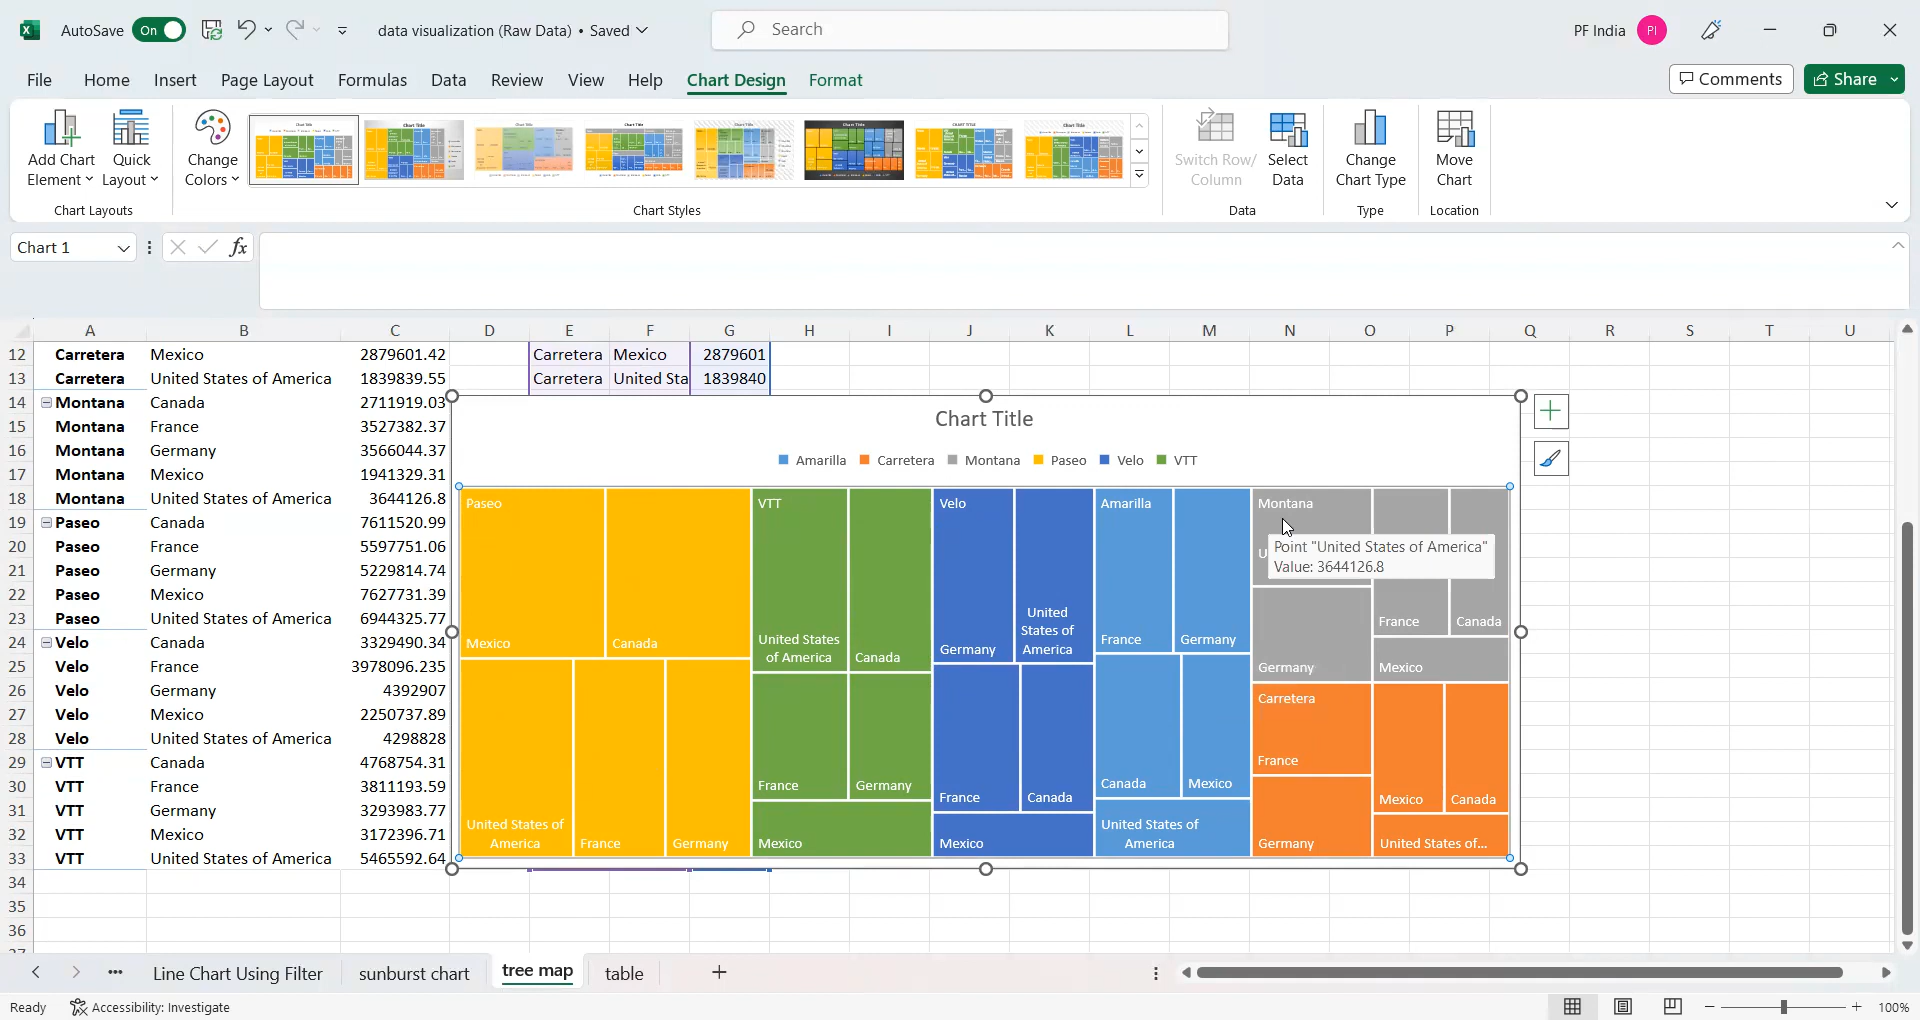 AutoSave On data visualization (Raw Data) • Saved Search PF India PI
File Home Insert Page Layout Formulas Data Review View Help Chart Design Format Comments Share
Add Chart Element
Quick Layout
Change Colors
Switch Row/ Column
Select Data
Change Chart Type
Move Chart
Chart Layouts Chart Styles Data Type Location
Chart 1 fx
A B C D E F G H I J K L M N O P Q R S T U
12 Carretera Mexico 2879601.42 Carretera Mexico 2879601
13 Carretera United States of America 1839839.55 Carretera United Sta 1839840
14 Montana Canada 2711919.03
15 Montana France 3527382.37
16 Montana Germany 3566044.37
17 Montana Mexico 1941329.31
18 Montana United States of America 3644126.8
19 Paseo Canada 7611520.99
20 Paseo France 5597751.06
21 Paseo Germany 5229814.74
22 Paseo Mexico 7627731.39
23 Paseo United States of America 6944325.77
24 Velo Canada 3329490.34
25 Velo France 3978096.235
26 Velo Germany 4392907
27 Velo Mexico 2250737.89
28 Velo United States of America 4298828
29 VTT Canada 4768754.31
30 VTT France 3811193.59
31 VTT Germany 3293983.77
32 VTT Mexico 3172396.71
33 VTT United States of America 5465592.64
34
35
36
Chart Title
Amarilla Carretera Montana Paseo Velo VTT
Paseo
Mexico
Canada
United States of
America
France
Germany
VTT
United States
of America
Canada
France
Germany
Mexico
Velo
Germany
United
States of
America
France
Canada
Mexico
Amarilla
France
Germany
Canada
Mexico
United States of
America
Montana
U
Point "United States of America"
Value: 3644126.8
France
Canada
Germany
Mexico
Carretera
France
Mexico
Canada
Germany
United States of...
Line Chart Using Filter sunburst chart tree map table
Ready Accessibility: Investigate 100%